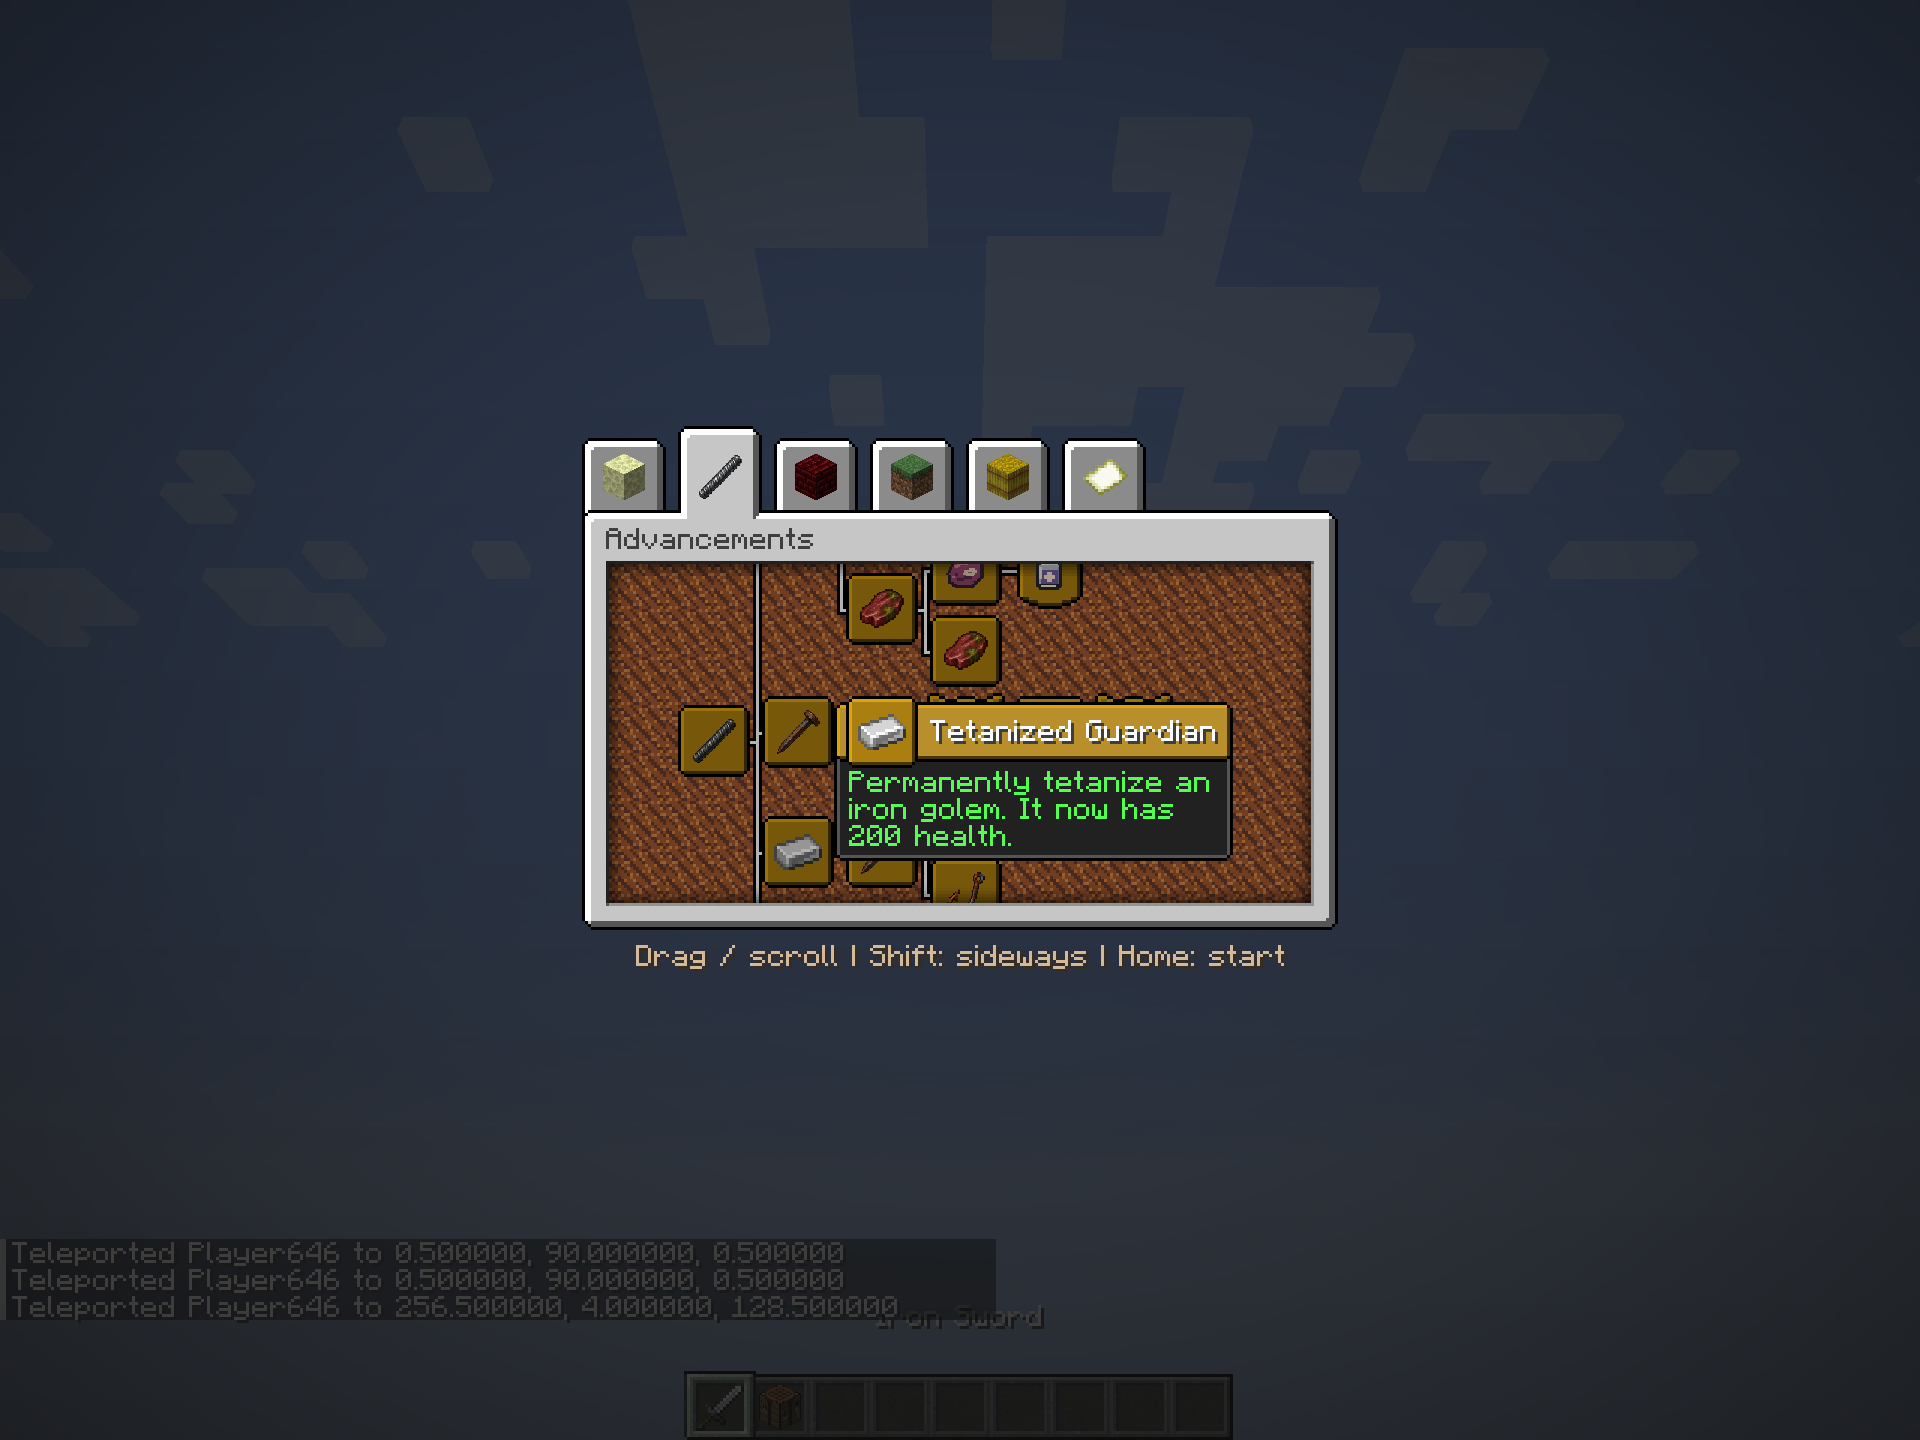 Advancements
Tetanized Guardian
Permanently tetanize an
iron golem. It now has
200 health.
Drag / scroll | Shift: sideways | Home: start
Teleported Player646 to 0.500000, 90.000000, 0.500000
Teleported Player646 to 0.500000, 90.000000, 0.500000
Teleported Player646 to 256.500000, 4.000000, 128.500000
Iron Sword